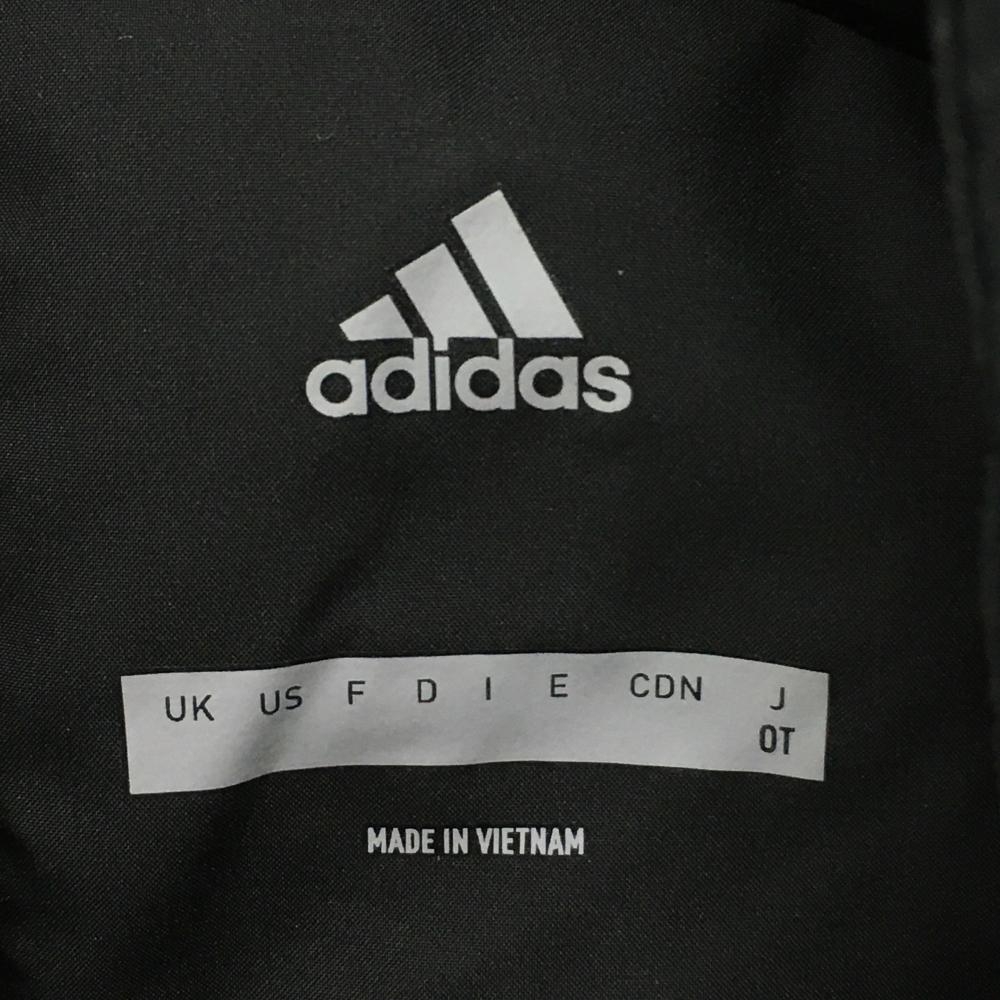 adidas
UK US F D I E CDN J
OT
MADE IN VIETNAM